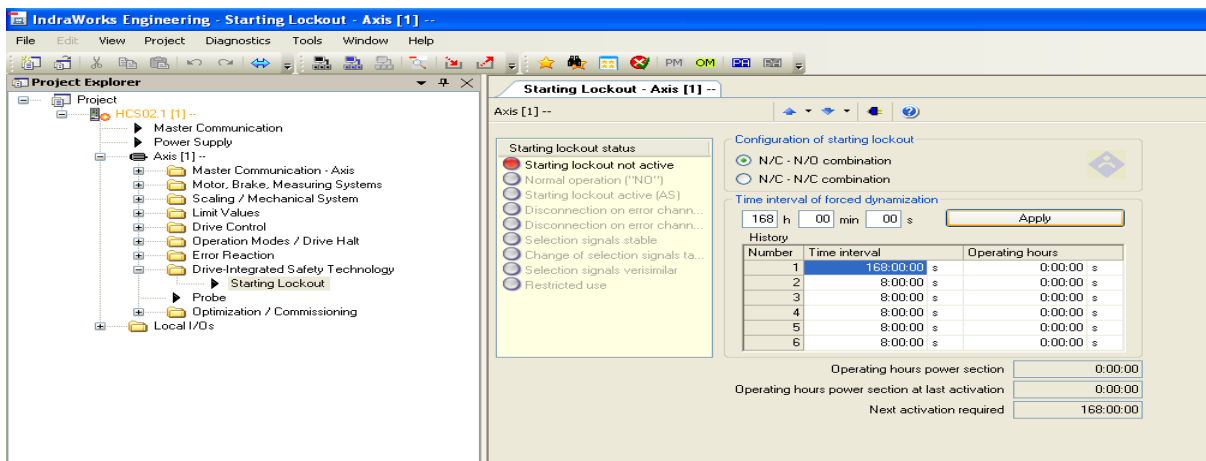 IndraWorks Engineering - Starting Lockout - Axis [1] --
File Edit View Project Diagnostics Tools Window Help
PM OM
Project Explorer
Project
HCS02.1 [1] --
Master Communication
Power Supply
Axis [1] --
Master Communication - Axis
Motor, Brake, Measuring Systems
Scaling / Mechanical System
Limit Values
Drive Control
Operation Modes / Drive Halt
Error Reaction
Drive-Integrated Safety Technology
Starting Lockout
Probe
Optimization / Commissioning
Local I/Os
Starting Lockout - Axis [1] --
Axis [1] --
Starting lockout status
Starting lockout not active
Normal operation ("NO")
Starting lockout active (AS)
Disconnection on error chann...
Disconnection on error chann...
Selection signals stable
Change of selection signals ta...
Selection signals verisimilar
Restricted use
Configuration of starting lockout
N/C - N/O combination
N/C - N/C combination
Time interval of forced dynamization
168 h 00 min 00 s Apply
History
Number Time interval Operating hours
1 168:00:00 s 0:00:00 s
2 8:00:00 s 0:00:00 s
3 8:00:00 s 0:00:00 s
4 8:00:00 s 0:00:00 s
5 8:00:00 s 0:00:00 s
6 8:00:00 s 0:00:00 s
Operating hours power section 0:00:00
Operating hours power section at last activation 0:00:00
Next activation required 168:00:00